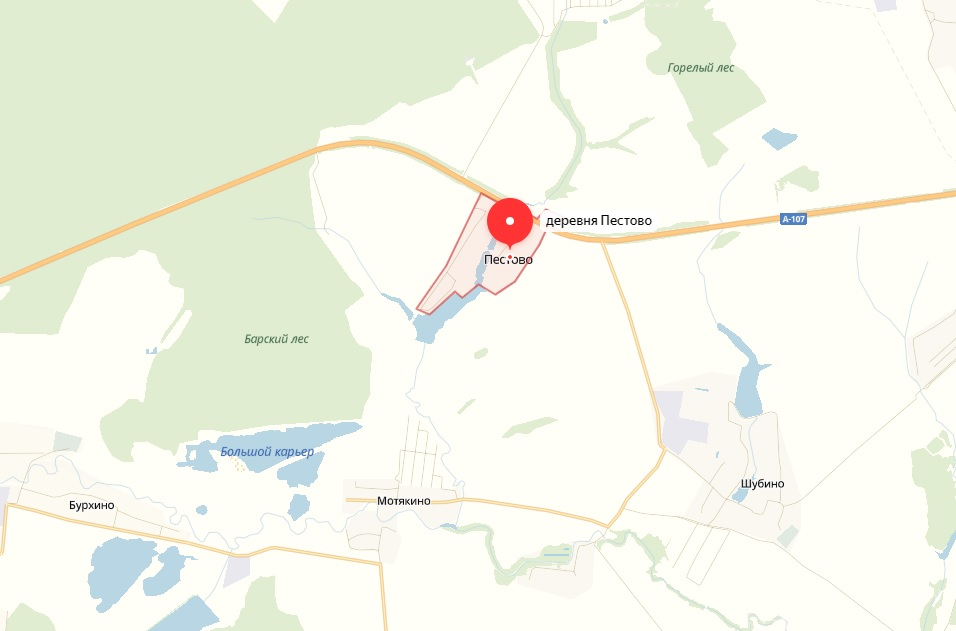 Горелый лес
А-107
деревня Пестово
Пестово
Барский лес
Большой карьер
Шубино
Мотякино
Бурхино